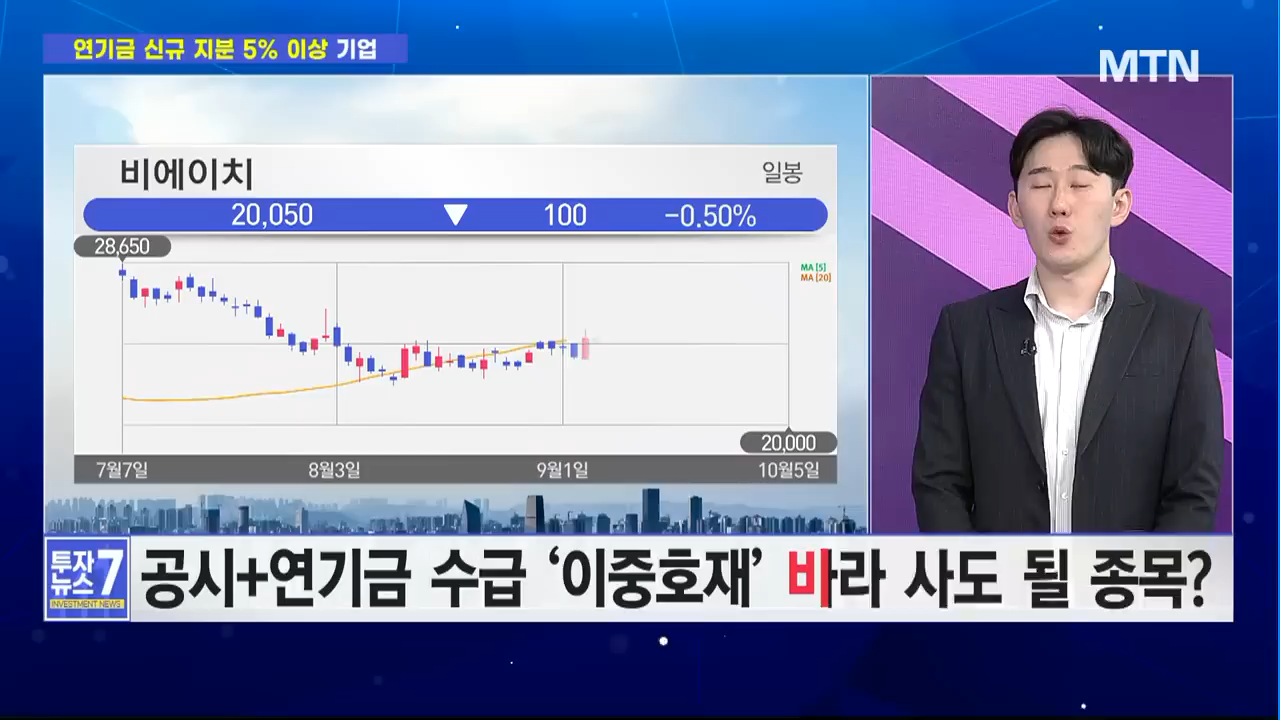 연기금 신규 지분 5% 이상 기업
MTN
비에이치
일봉
20,050 ▼ 100 -0.50%
28,650
MA [5]
MA [20]
20,000
7월7일 8월3일 9월1일 10월5일
투자
뉴스 7
INVESTMENT NEWS
공시+연기금 수급 ‘이중호재’ 바라 사도 될 종목?